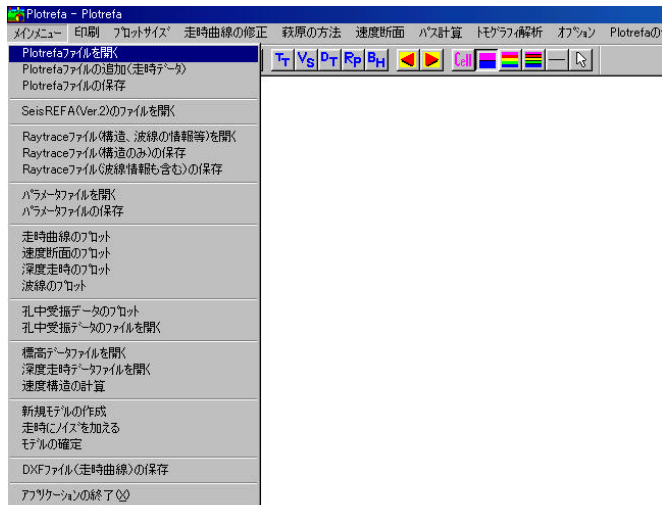 Plotrefa - Plotrefa
ﾒｲﾝﾒﾆｭｰ 印刷 ﾌﾟﾛｯﾄｻｲｽﾞ 走時曲線の修正 萩原の方法 速度断面 ﾊﾟｽ計算 ﾄﾓｸﾞﾗﾌｨ解析 ｵﾌﾟｼｮﾝ Plotrefaの
Plotrefaﾌｧｲﾙを開く
Plotrefaﾌｧｲﾙの追加(走時ﾃﾞｰﾀ)
Plotrefaﾌｧｲﾙの保存
SeisREFA(Ver.2)のﾌｧｲﾙを開く
Raytraceﾌｧｲﾙ(構造、波線の情報等)を開く
Raytraceﾌｧｲﾙ(構造のみ)の保存
Raytraceﾌｧｲﾙ(波線情報も含む)の保存
ﾊﾟﾗﾒｰﾀﾌｧｲﾙを開く
ﾊﾟﾗﾒｰﾀﾌｧｲﾙの保存
走時曲線のﾌﾟﾛｯﾄ
速度断面のﾌﾟﾛｯﾄ
深度走時のﾌﾟﾛｯﾄ
波線のﾌﾟﾛｯﾄ
孔中受振データのﾌﾟﾛｯﾄ
孔中受振ﾃﾞｰﾀのﾌｧｲﾙを開く
標高ﾃﾞｰﾀﾌｧｲﾙを開く
深度走時ﾃﾞｰﾀﾌｧｲﾙを開く
速度構造の計算
新規ﾓﾃﾞﾙの作成
走時にﾉｲｽﾞを加える
ﾓﾃﾞﾙの確定
DXFﾌｧｲﾙ(走時曲線)の保存
ｱﾌﾟﾘｹｰｼｮﾝの終了(X)
TT VS DT RP BH Cell